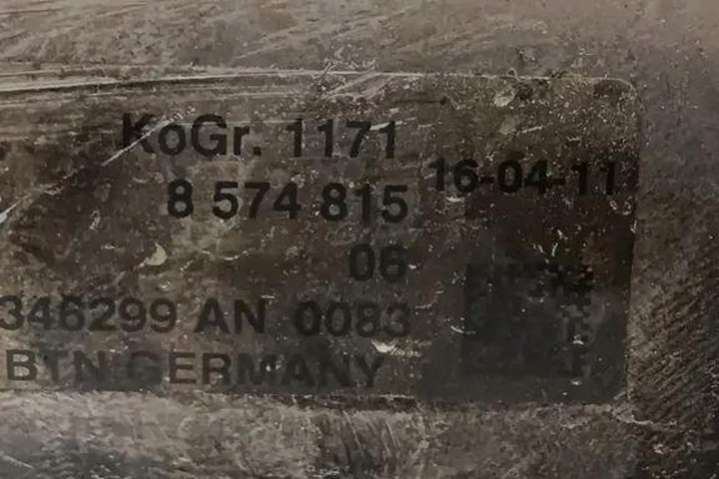 KoGr. 1171
16-04-11
8 574 815
06
346299 AN 0083
BTN GERMANY